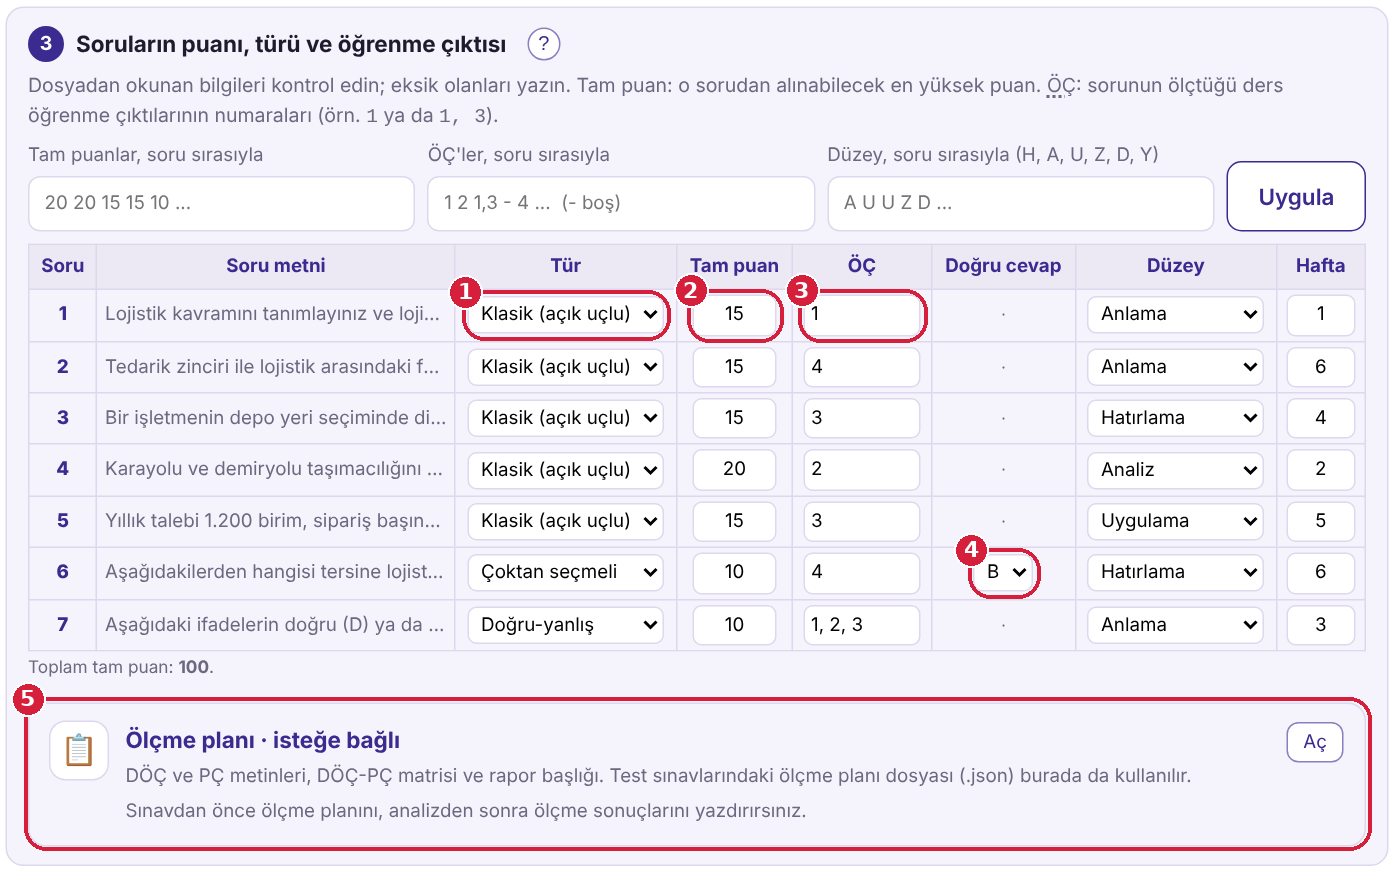 3 Soruların puanı, türü ve öğrenme çıktısı ?
Dosyadan okunan bilgileri kontrol edin; eksik olanları yazın. Tam puan: o sorudan alınabilecek en yüksek puan. ÖÇ: sorunun ölçtüğü ders
öğrenme çıktılarının numaraları (örn. 1 ya da 1, 3).
Tam puanlar, soru sırasıyla ÖÇ'ler, soru sırasıyla Düzey, soru sırasıyla (H, A, U, Z, D, Y)
20 20 15 15 10 ... 1 2 1,3 - 4 ... (- boş) A U U Z D ... Uygula
Soru Soru metni Tür Tam puan ÖÇ Doğru cevap Düzey Hafta
1 2 3
1 Lojistik kavramını tanımlayınız ve loji... Klasik (açık uçlu) 15 1 · Anlama 1
2 Tedarik zinciri ile lojistik arasındaki f... Klasik (açık uçlu) 15 4 · Anlama 6
3 Bir işletmenin depo yeri seçiminde di... Klasik (açık uçlu) 15 3 · Hatırlama 4
4 Karayolu ve demiryolu taşımacılığını ... Klasik (açık uçlu) 20 2 · Analiz 2
5 Yıllık talebi 1.200 birim, sipariş başın... Klasik (açık uçlu) 15 3 · Uygulama 5
4
6 Aşağıdakilerden hangisi tersine lojist... Çoktan seçmeli 10 4 B Hatırlama 6
7 Aşağıdaki ifadelerin doğru (D) ya da ... Doğru-yanlış 10 1, 2, 3 · Anlama 3
Toplam tam puan: 100.
5
Ölçme planı · isteğe bağlı Aç
DÖÇ ve PÇ metinleri, DÖÇ-PÇ matrisi ve rapor başlığı. Test sınavlarındaki ölçme planı dosyası (.json) burada da kullanılır.
Sınavdan önce ölçme planını, analizden sonra ölçme sonuçlarını yazdırırsınız.